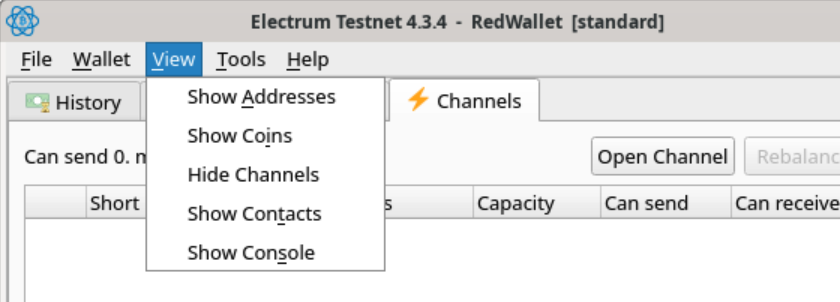 Electrum Testnet 4.3.4 - RedWallet [standard]
File Wallet View Tools Help
History Channels
Show Addresses
Show Coins
Hide Channels
Show Contacts
Show Console
Can send 0. Open Channel
Short Capacity Can send Can receive